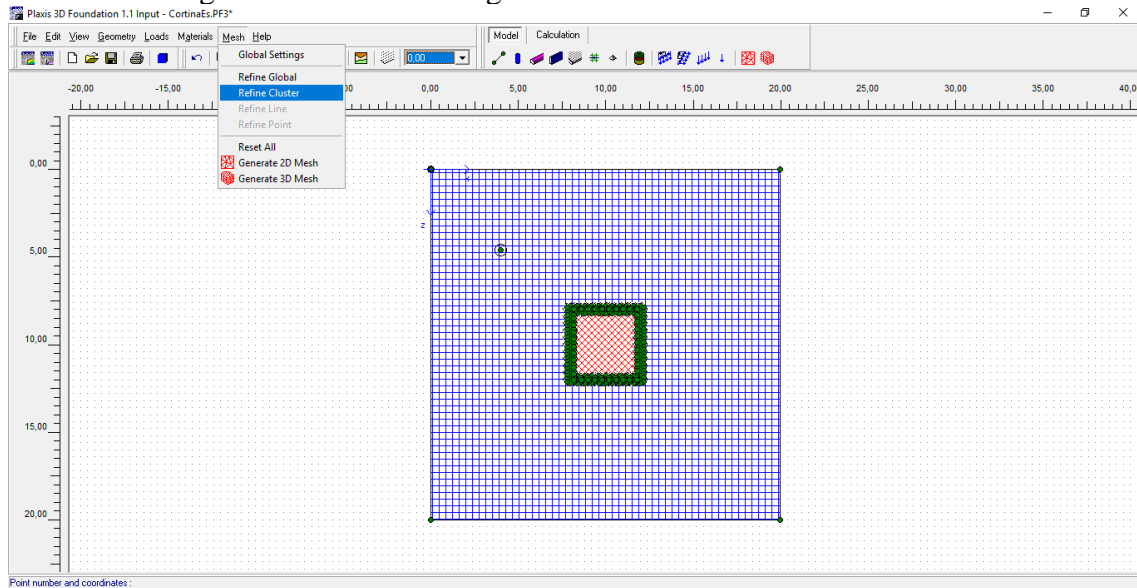 Plaxis 3D Foundation 1.1 Input - CortinaEs.PF3*
File Edit View Geometry Loads Materials Mesh Help
Model Calculation
0,00
Global Settings
Refine Global
Refine Cluster
Refine Line
Refine Point
Reset All
Generate 2D Mesh
Generate 3D Mesh
-20,00 -15,00 0,00 5,00 10,00 15,00 20,00 25,00 30,00 35,00 40,0
0,00
5,00
10,00
15,00
20,00
x
z
Point number and coordinates :